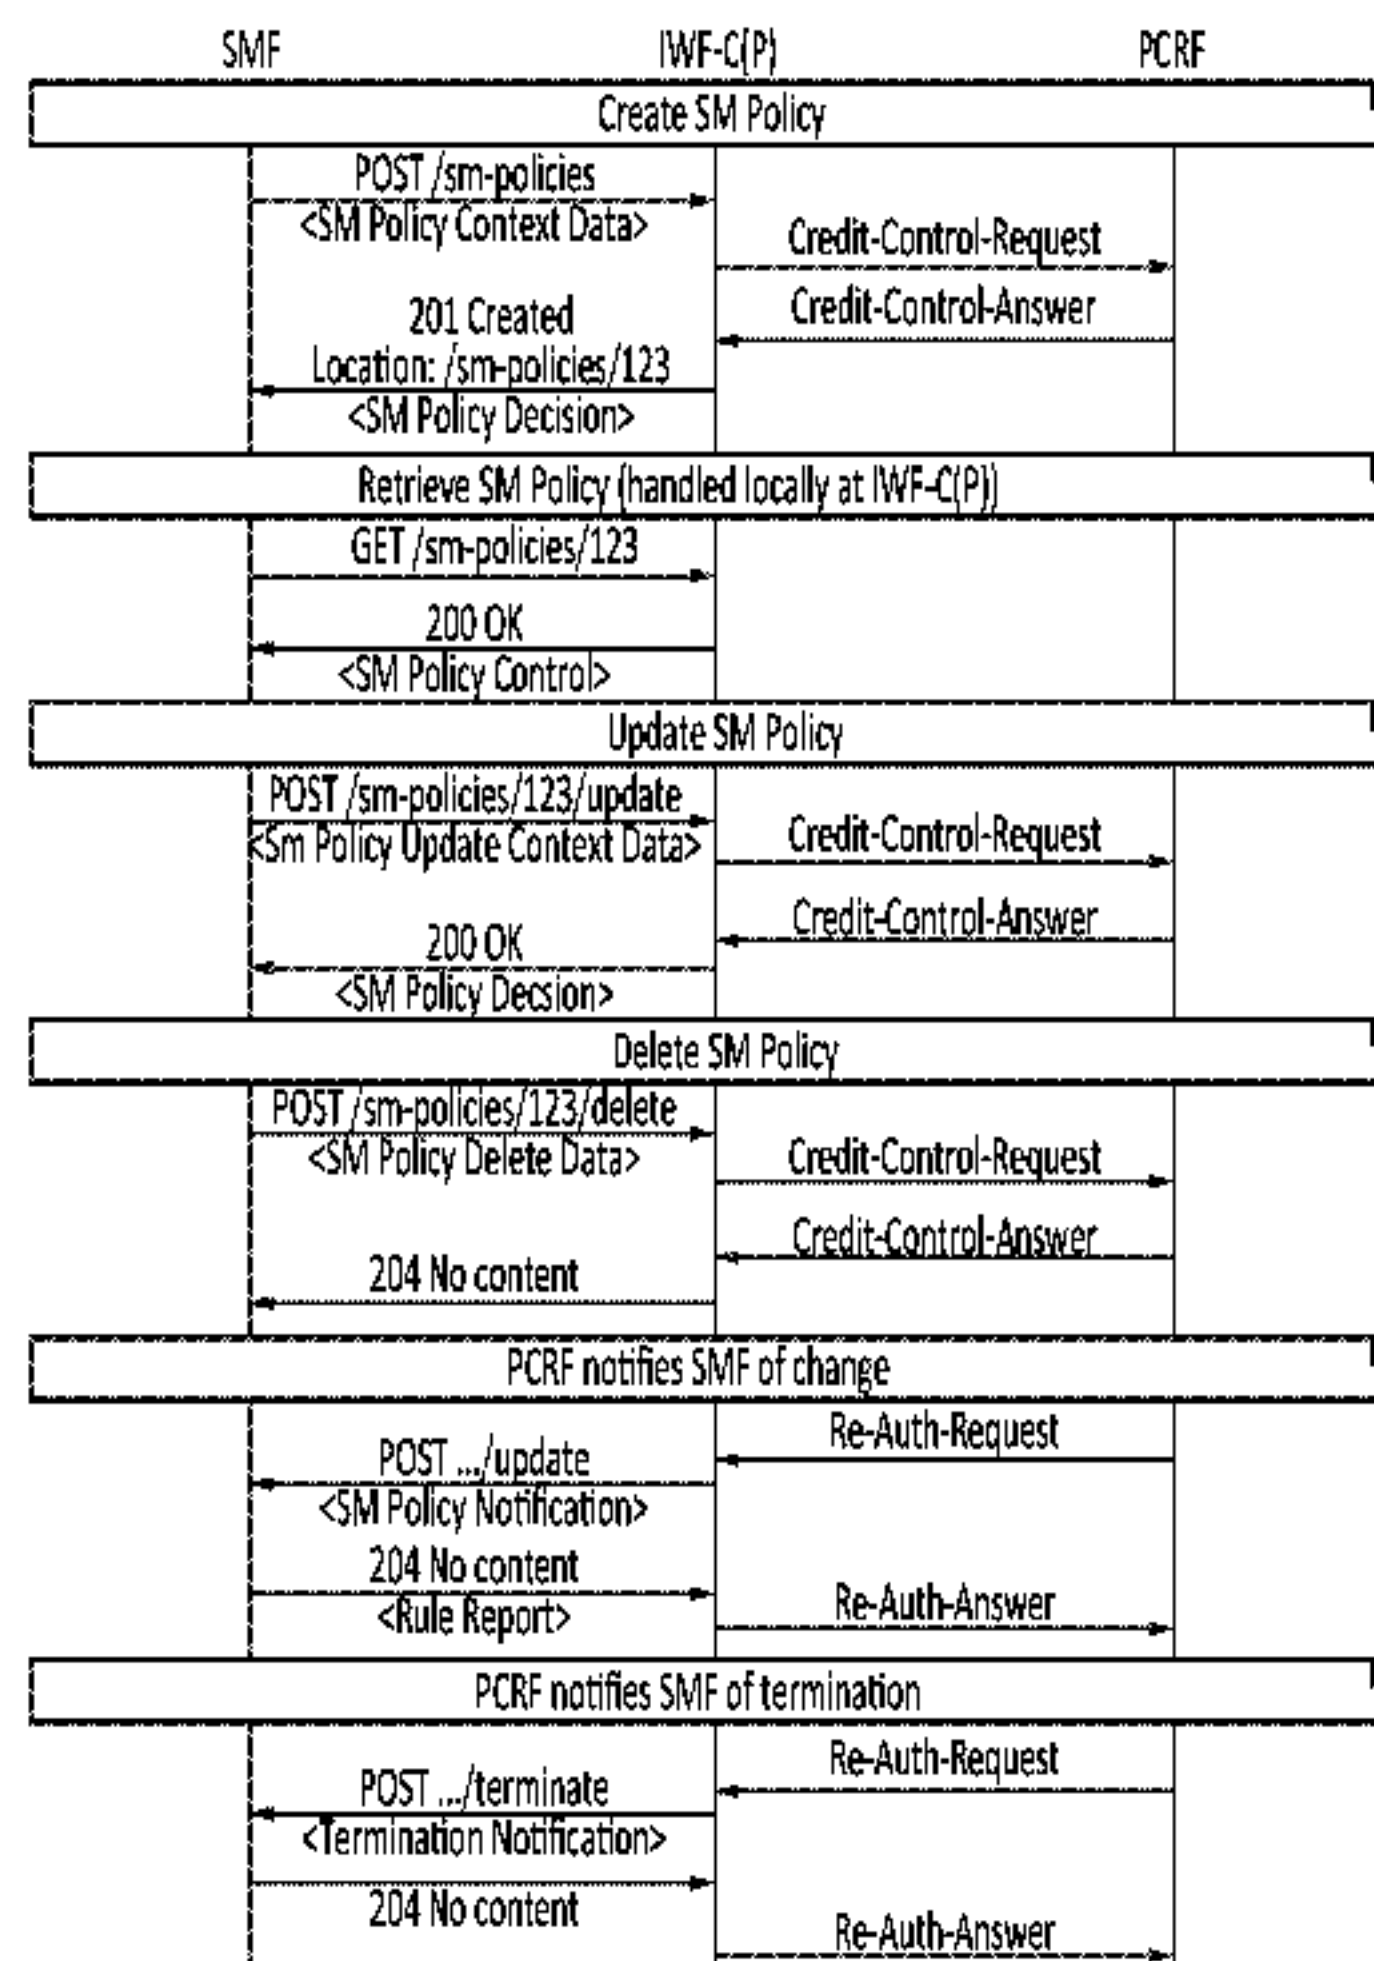 SMF
IWF-C(P)
PCRF
Create SM Policy
POST /sm-policies
<SM Policy Context Data>
Credit-Control-Request
Credit-Control-Answer
201 Created
Location: /sm-policies/123
<SM Policy Decision>
Retrieve SM Policy (handled locally at IWF-C(P))
GET /sm-policies/123
200 OK
<SM Policy Control>
Update SM Policy
POST /sm-policies/123/update
<Sm Policy Update Context Data>
Credit-Control-Request
Credit-Control-Answer
200 OK
<SM Policy Decsion>
Delete SM Policy
POST /sm-policies/123/delete
<SM Policy Delete Data>
Credit-Control-Request
Credit-Control-Answer
204 No content
PCRF notifies SMF of change
Re-Auth-Request
POST .../update
<SM Policy Notification>
204 No content
<Rule Report>
Re-Auth-Answer
PCRF notifies SMF of termination
Re-Auth-Request
POST .../terminate
<Termination Notification>
204 No content
Re-Auth-Answer